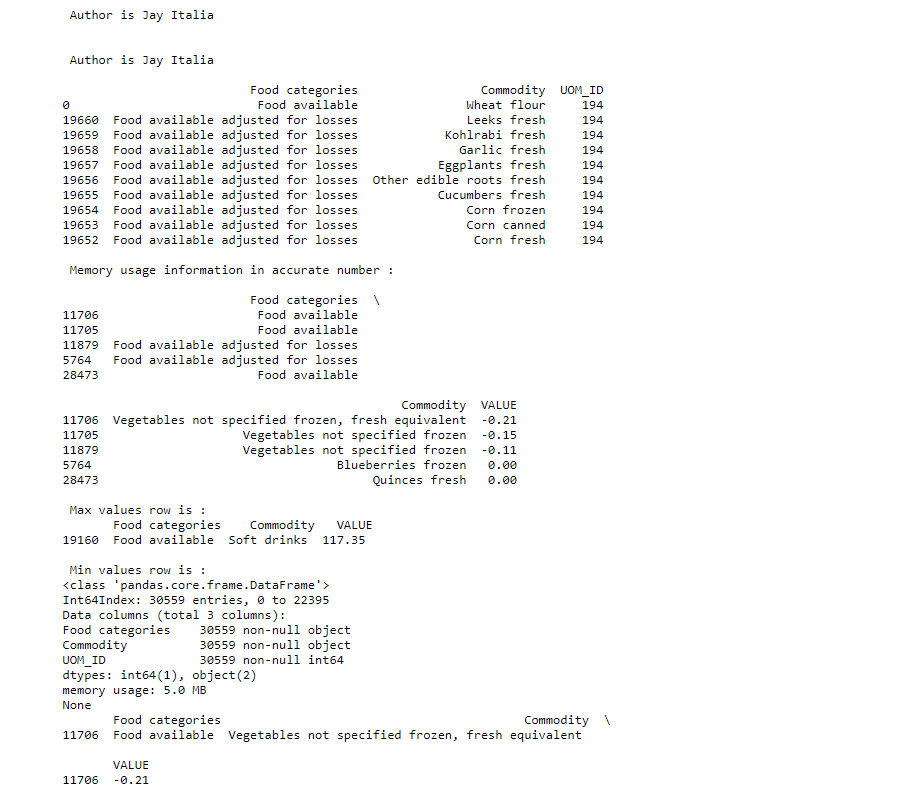 Author is Jay Italia
Author is Jay Italia
Food categories Commodity UOM_ID
0 Food available Wheat flour 194
19660 Food available adjusted for losses Leeks fresh 194
19659 Food available adjusted for losses Kohlrabi fresh 194
19658 Food available adjusted for losses Garlic fresh 194
19657 Food available adjusted for losses Eggplants fresh 194
19656 Food available adjusted for losses Other edible roots fresh 194
19655 Food available adjusted for losses Cucumbers fresh 194
19654 Food available adjusted for losses Corn frozen 194
19653 Food available adjusted for losses Corn canned 194
19652 Food available adjusted for losses Corn fresh 194
Memory usage information in accurate number :
Food categories \
11706 Food available
11705 Food available
11879 Food available adjusted for losses
5764 Food available adjusted for losses
28473 Food available
Commodity VALUE
11706 Vegetables not specified frozen, fresh equivalent -0.21
11705 Vegetables not specified frozen -0.15
11879 Vegetables not specified frozen -0.11
5764 Blueberries frozen 0.00
28473 Quinces fresh 0.00
Max values row is :
Food categories Commodity VALUE
19160 Food available Soft drinks 117.35
Min values row is :
<class 'pandas.core.frame.DataFrame'>
Int64Index: 30559 entries, 0 to 22395
Data columns (total 3 columns):
Food categories 30559 non-null object
Commodity 30559 non-null object
UOM_ID 30559 non-null int64
dtypes: int64(1), object(2)
memory usage: 5.0 MB
None
Food categories Commodity \
11706 Food available Vegetables not specified frozen, fresh equivalent
VALUE
11706 -0.21